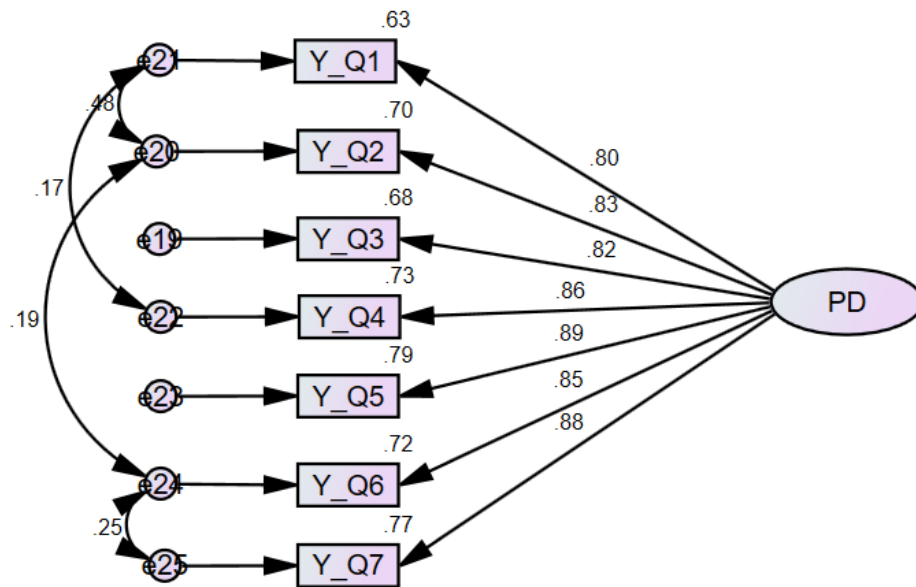 .63
e21
Y_Q1
.48
.70
.80
e20
Y_Q2
.17
.68
.83
e19
Y_Q3
.82
.73
.86
PD
e22
Y_Q4
.19
.79
.89
e23
Y_Q5
.85
.72
.88
e24
Y_Q6
.25
.77
e25
Y_Q7